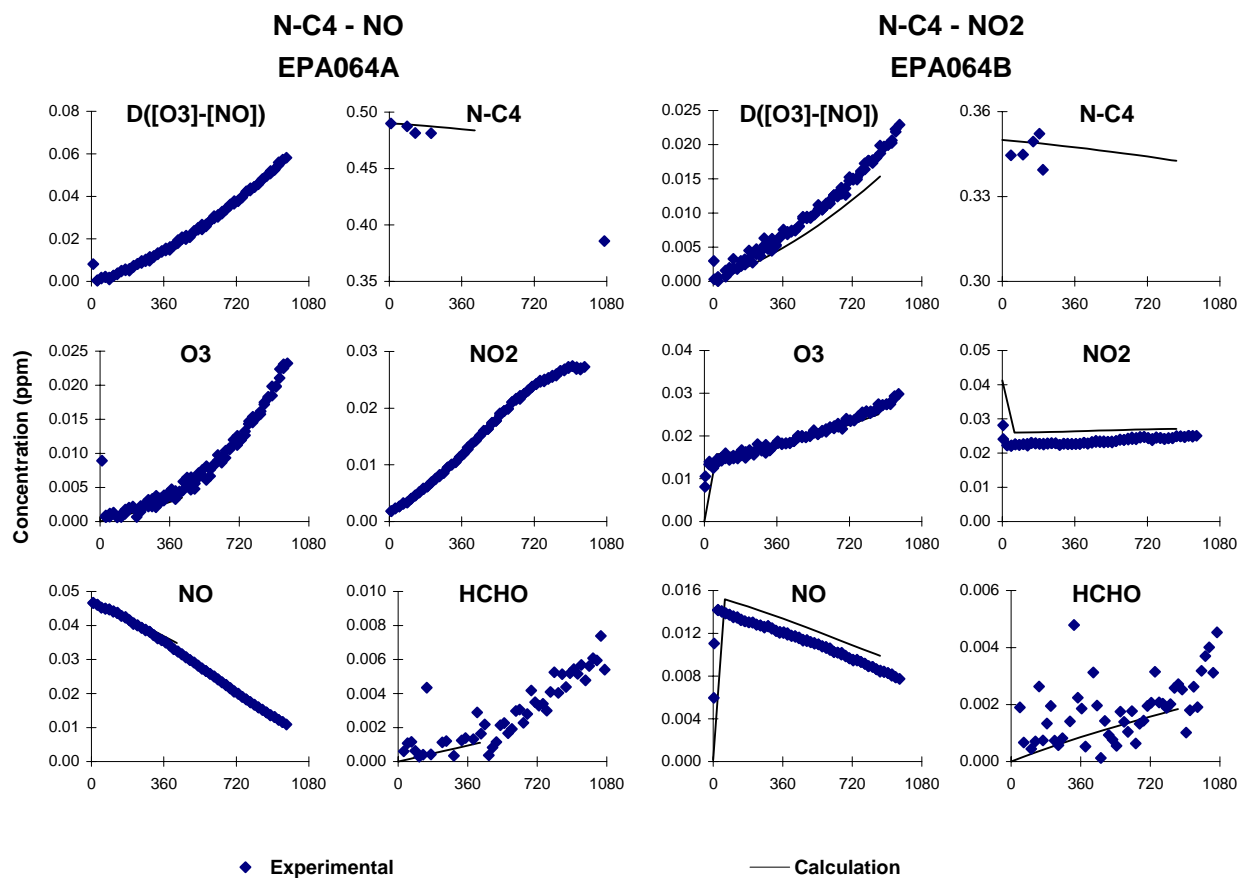 N-C4 - NO
EPA064A
N-C4 - NO2
EPA064B
Concentration (ppm)
D([O3]-[NO])
0.08
0.06
0.04
0.02
0.00
0 360 720 1080
N-C4
0.50
0.45
0.40
0.35
0 360 720 1080
D([O3]-[NO])
0.025
0.020
0.015
0.010
0.005
0.000
0 360 720 1080
N-C4
0.36
0.33
0.30
0 360 720 1080
O3
0.025
0.020
0.015
0.010
0.005
0.000
0 360 720 1080
NO2
0.03
0.02
0.01
0.00
0 360 720 1080
O3
0.04
0.03
0.02
0.01
0.00
0 360 720 1080
NO2
0.05
0.04
0.03
0.02
0.01
0.00
0 360 720 1080
NO
0.05
0.04
0.03
0.02
0.01
0.00
0 360 720 1080
HCHO
0.010
0.008
0.006
0.004
0.002
0.000
0 360 720 1080
NO
0.016
0.012
0.008
0.004
0.000
0 360 720 1080
HCHO
0.006
0.004
0.002
0.000
0 360 720 1080
Experimental
Calculation